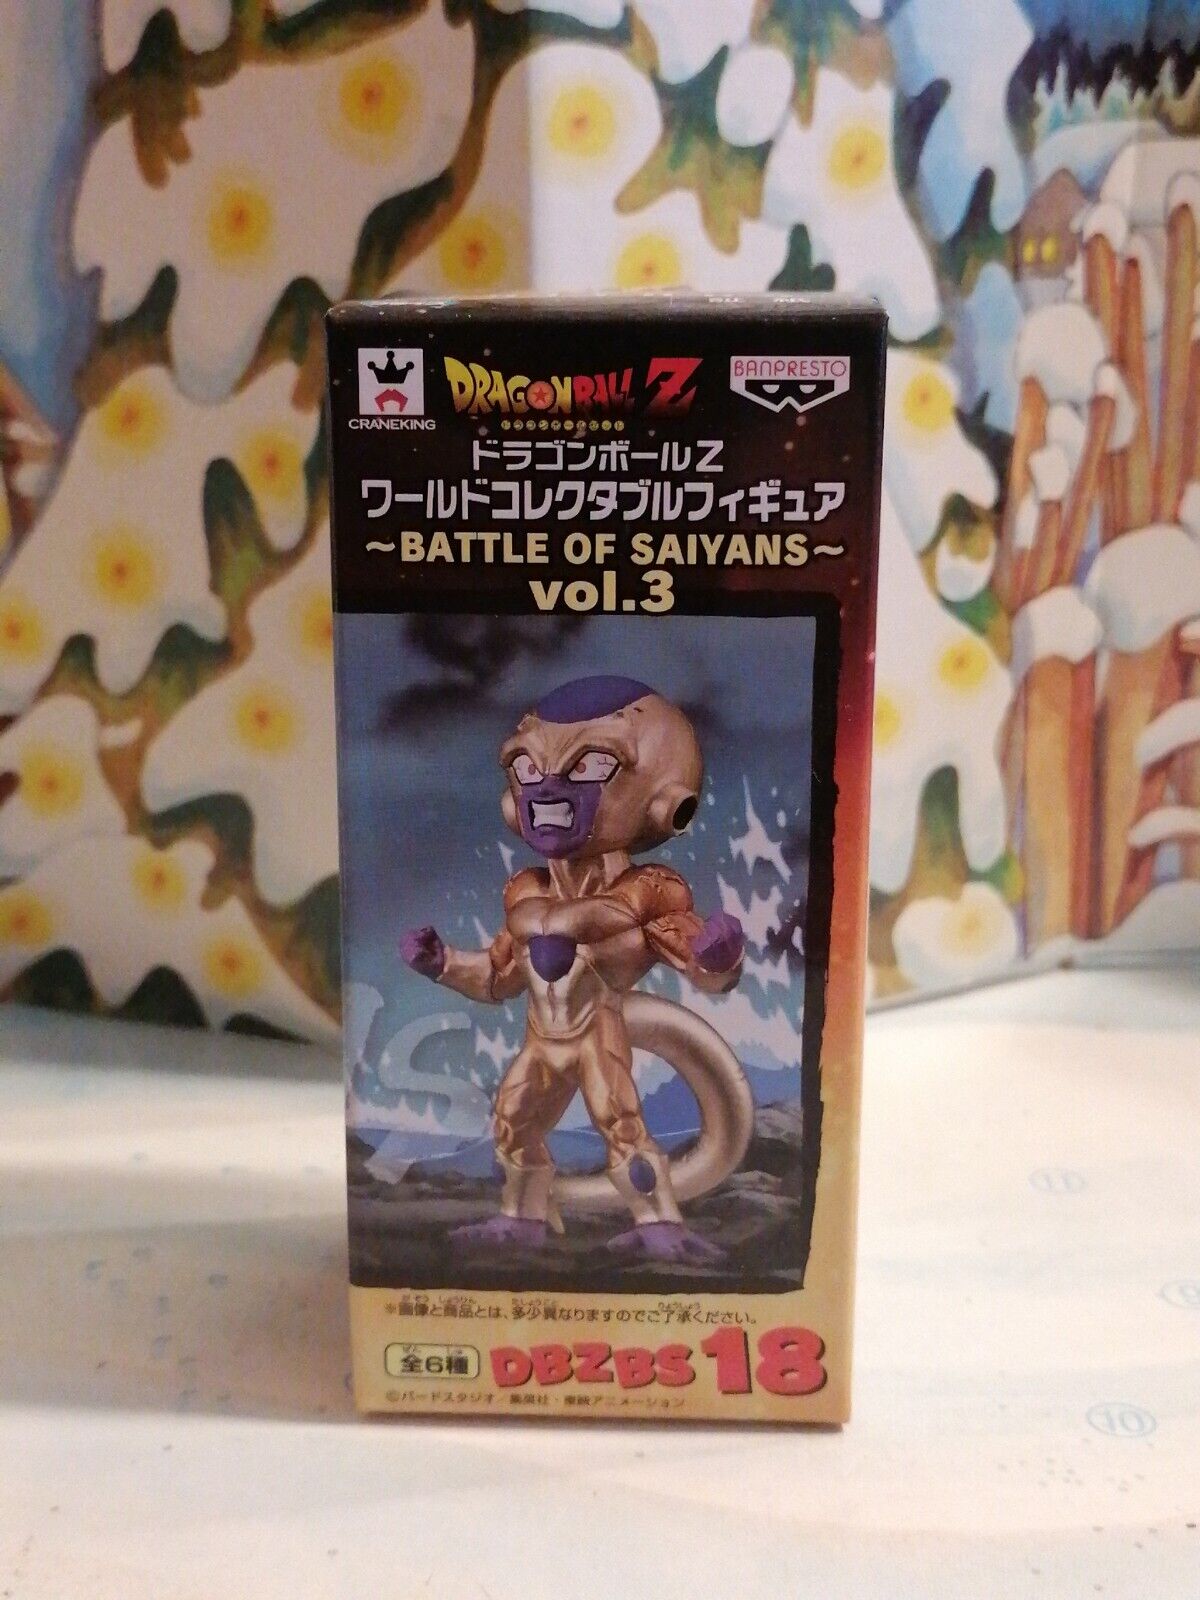 CRANEKING
DRAGONBALL Z
ドラゴンボールゼット
BANPRESTO
ドラゴンボールZ
ワールドコレクタブルフィギュア
～BATTLE OF SAIYANS～
vol.3
※画像と商品とは、多少異なりますのでご了承ください。
全6種
DBZBS 18
©バードスタジオ／集英社・東映アニメーション